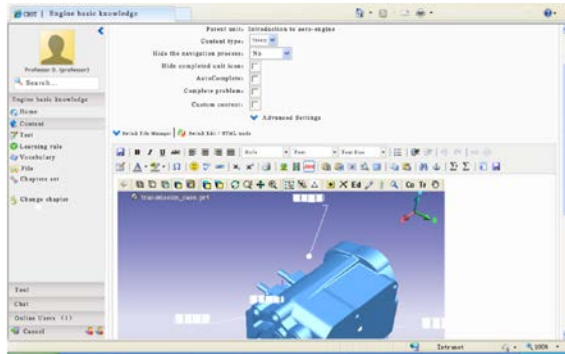 CHST | Engine basic knowledge
Parent unit: Introduction to aero-engine
Content type:
Hide the navigation process: No
Hide completed unit icon:
AutoComplete:
Complete problem:
Custom context:
Advanced Settings
Professor D. (professor)
Search...
Engine basic knowledge
Home
Content
Test
Learning rule
Vocabulary
File
Chapters set
Change chapter
Tool
Chat
Online Users (1)
Cancel
Switch File Manager
Switch Edit / HTML mode
transmission_case.prt
Intranet
100%